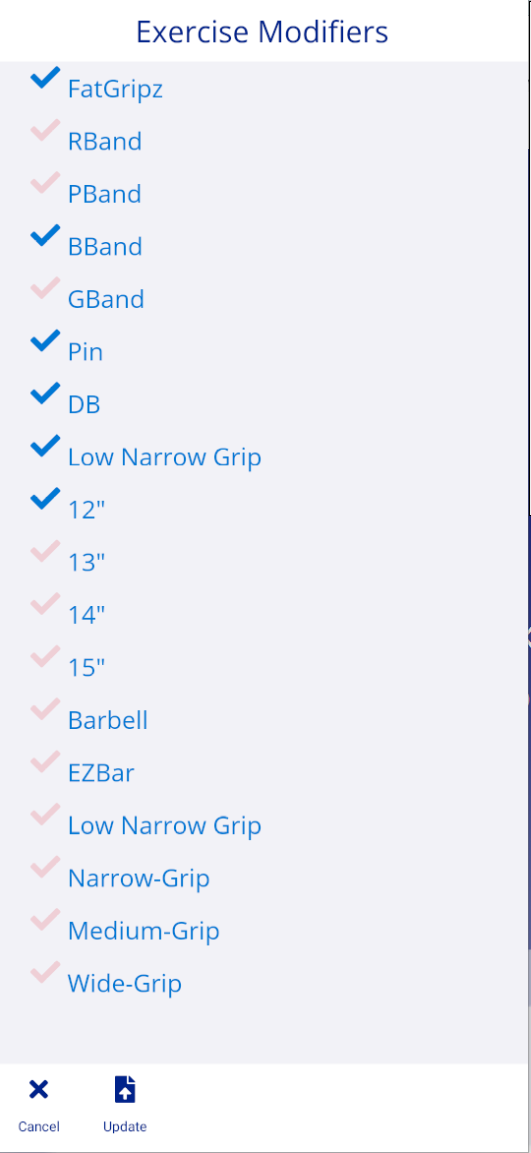 Exercise Modifiers
FatGripz
RBand
PBand
BBand
GBand
Pin
DB
Low Narrow Grip
12"
13"
14"
15"
Barbell
EZBar
Low Narrow Grip
Narrow-Grip
Medium-Grip
Wide-Grip
Cancel Update